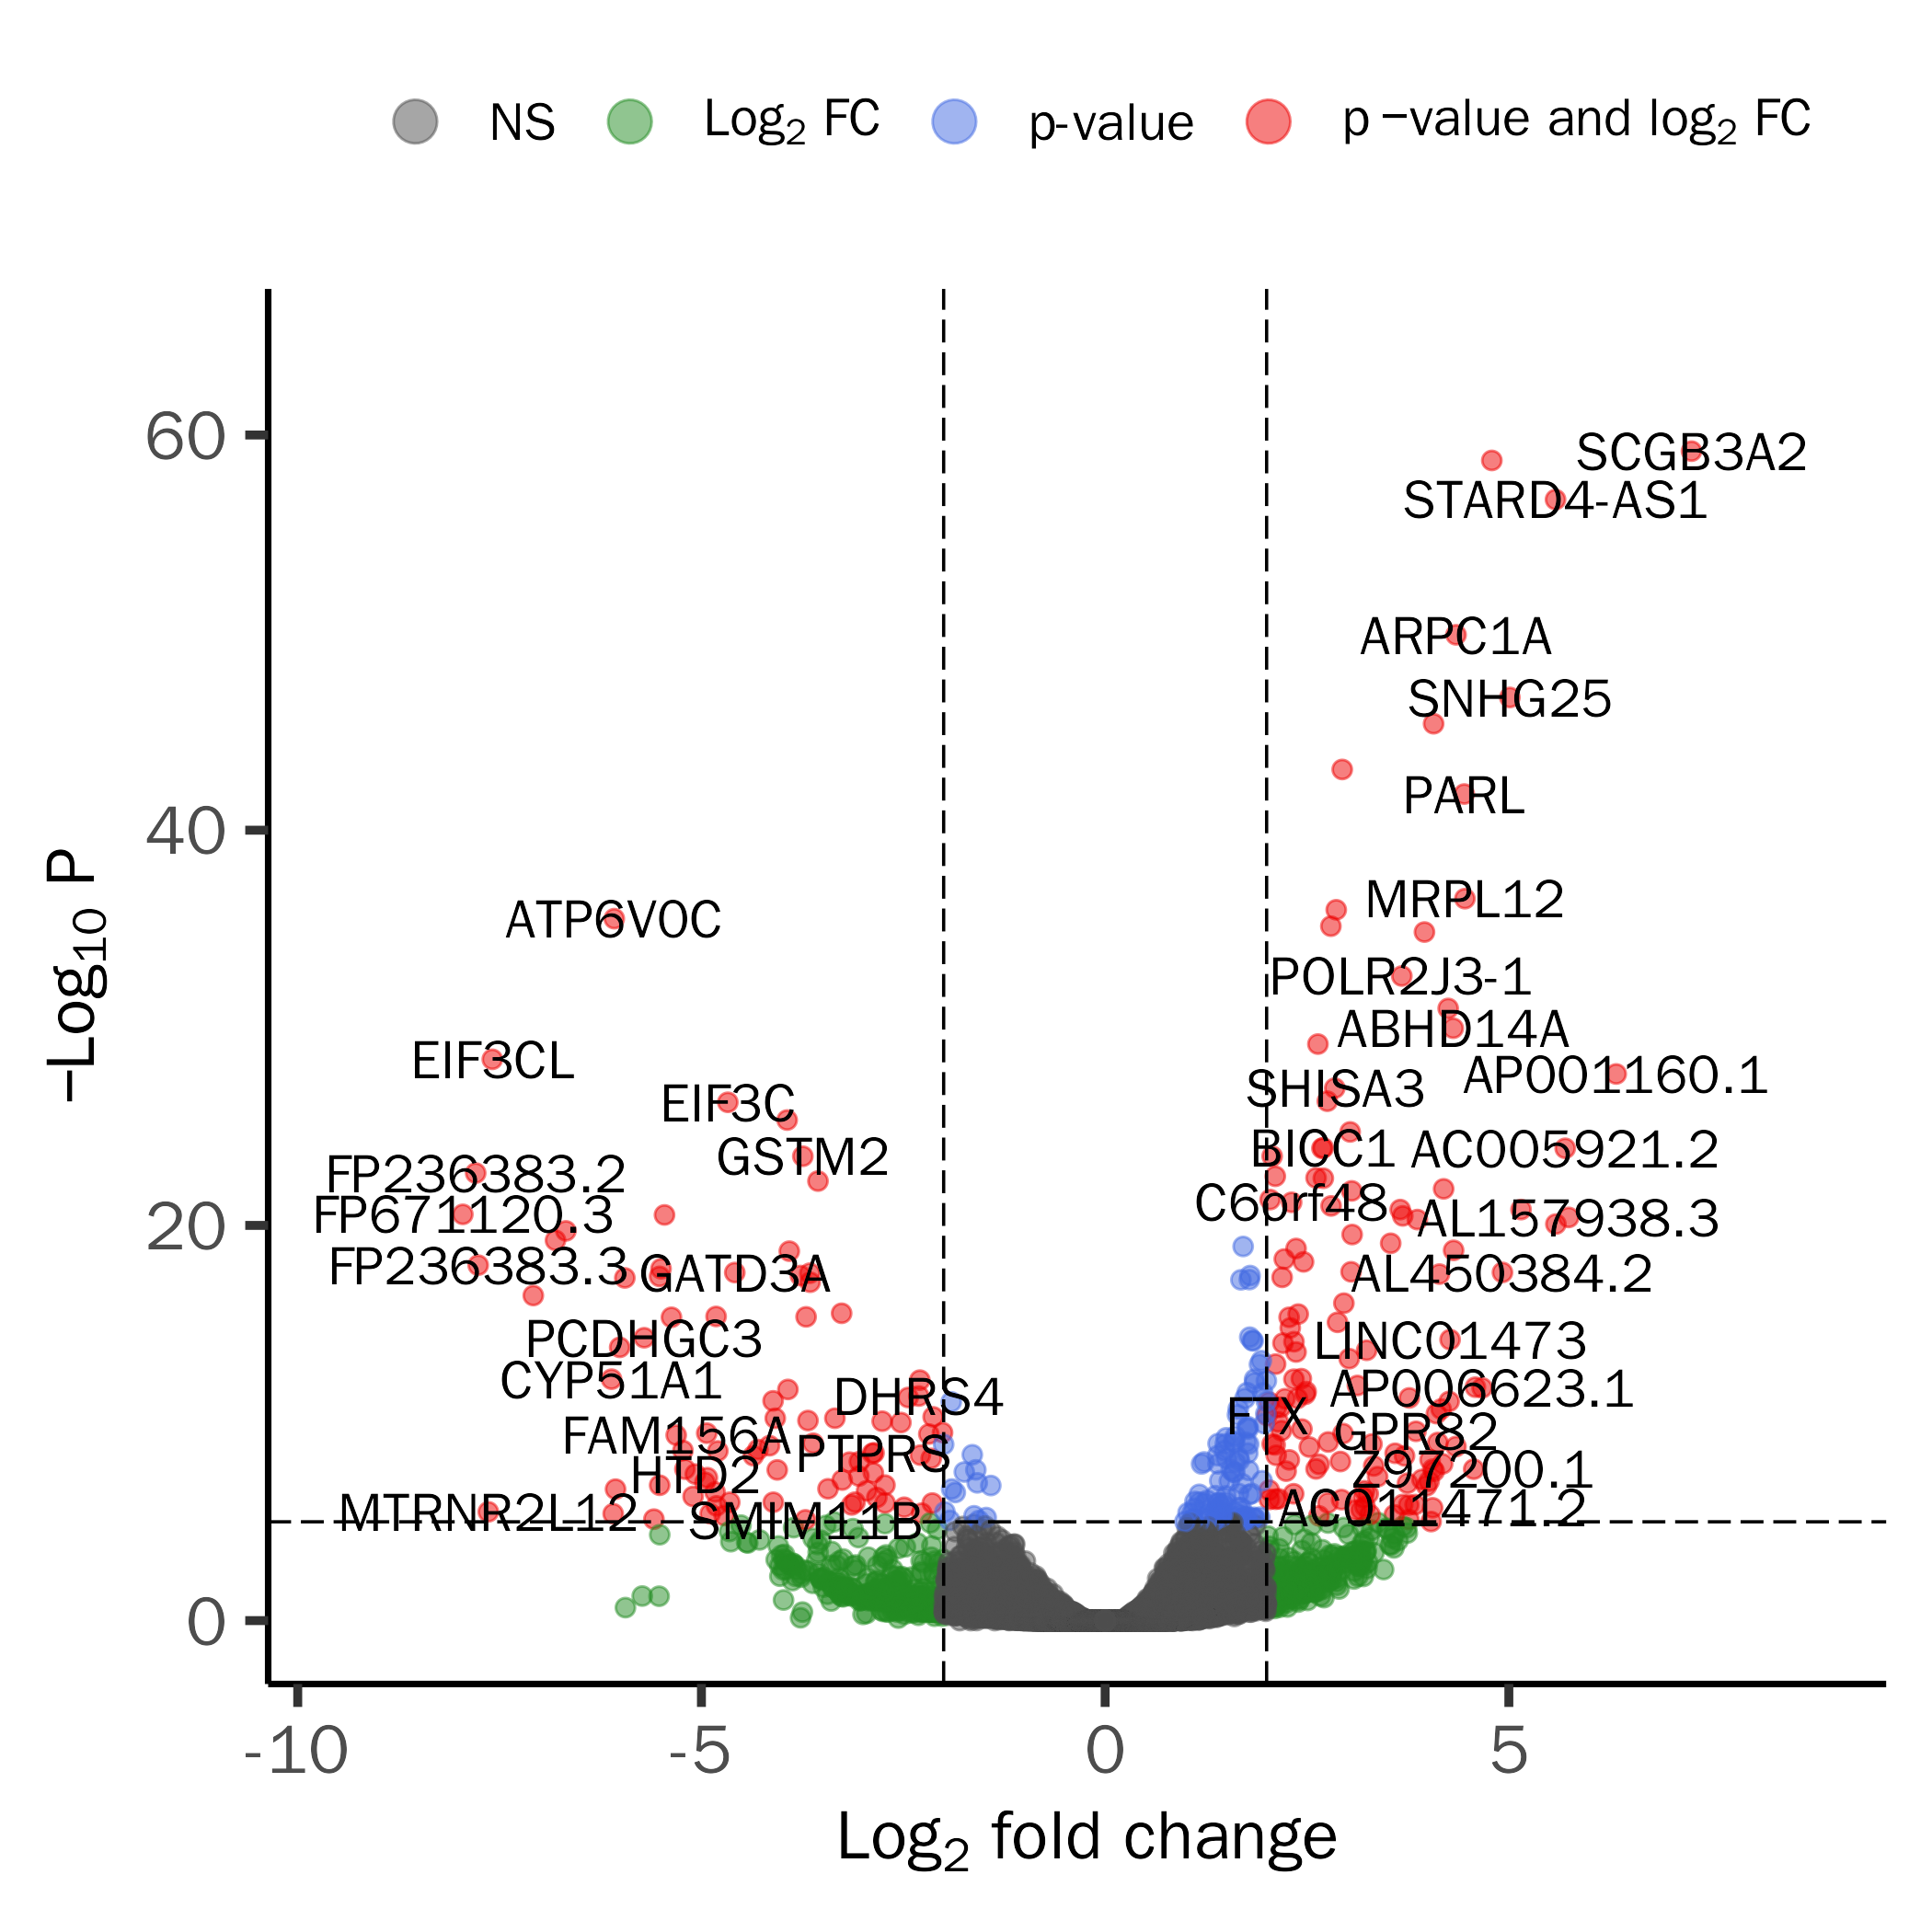 NS Log2 FC p-value p −value and log2 FC
60
SCGB3A2
STARD4-AS1
ARPC1A
SNHG25
PARL
40
MRPL12
ATP6V0C
POLR2J3-1
ABHD14A
EIF3CL
AP001160.1
SHISA3
EIF3C
BICC1 AC005921.2
GSTM2
FP236383.2
C6orf48
FP671120.3
AL157938.3
20
FP236383.3
GATD3A
AL450384.2
PCDHGC3
LINC01473
CYP51A1
AP006623.1
DHRS4
FTX
GPR82
FAM156A
PTPRS
Z97200.1
HTD2
AC011471.2
MTRNR2L12
SMIM11B
0
-10 -5 0 5
Log2 fold change
−Log10 P